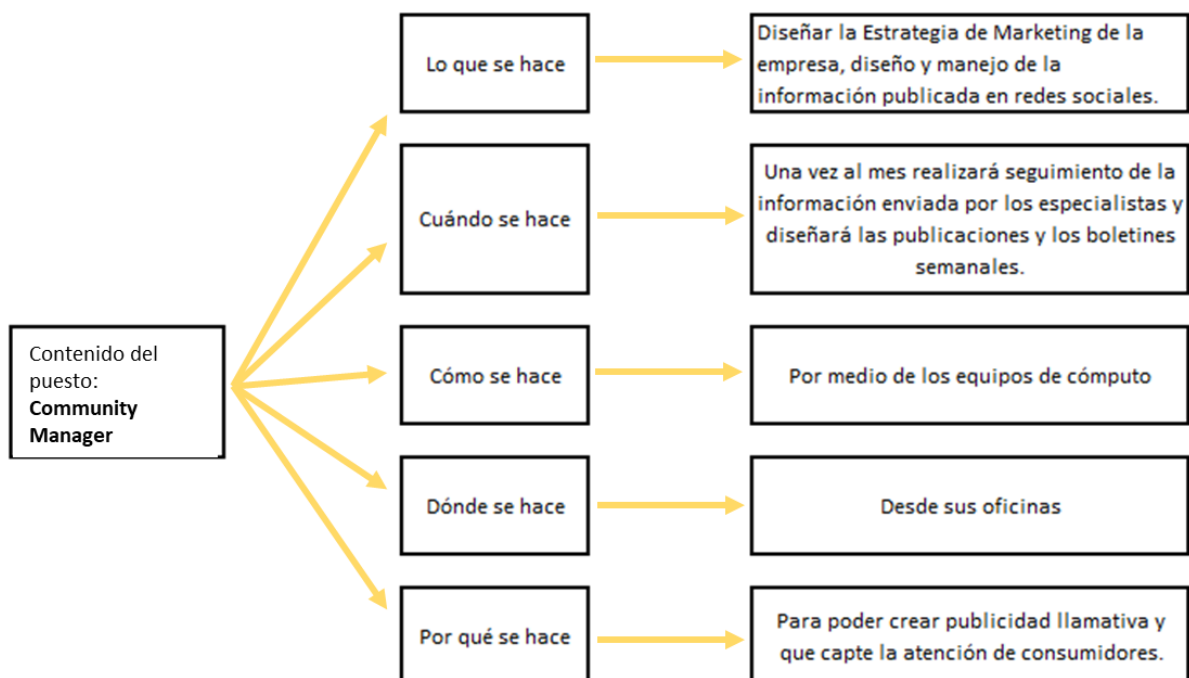 Contenido del
puesto:
Community
Manager
Lo que se hace
Diseñar la Estrategia de Marketing de la
empresa, diseño y manejo de la
información publicada en redes sociales.
Cuándo se hace
Una vez al mes realizará seguimiento de la
información enviada por los especialistas y
diseñará las publicaciones y los boletines
semanales.
Cómo se hace
Por medio de los equipos de cómputo
Dónde se hace
Desde sus oficinas
Por qué se hace
Para poder crear publicidad llamativa y
que capte la atención de consumidores.